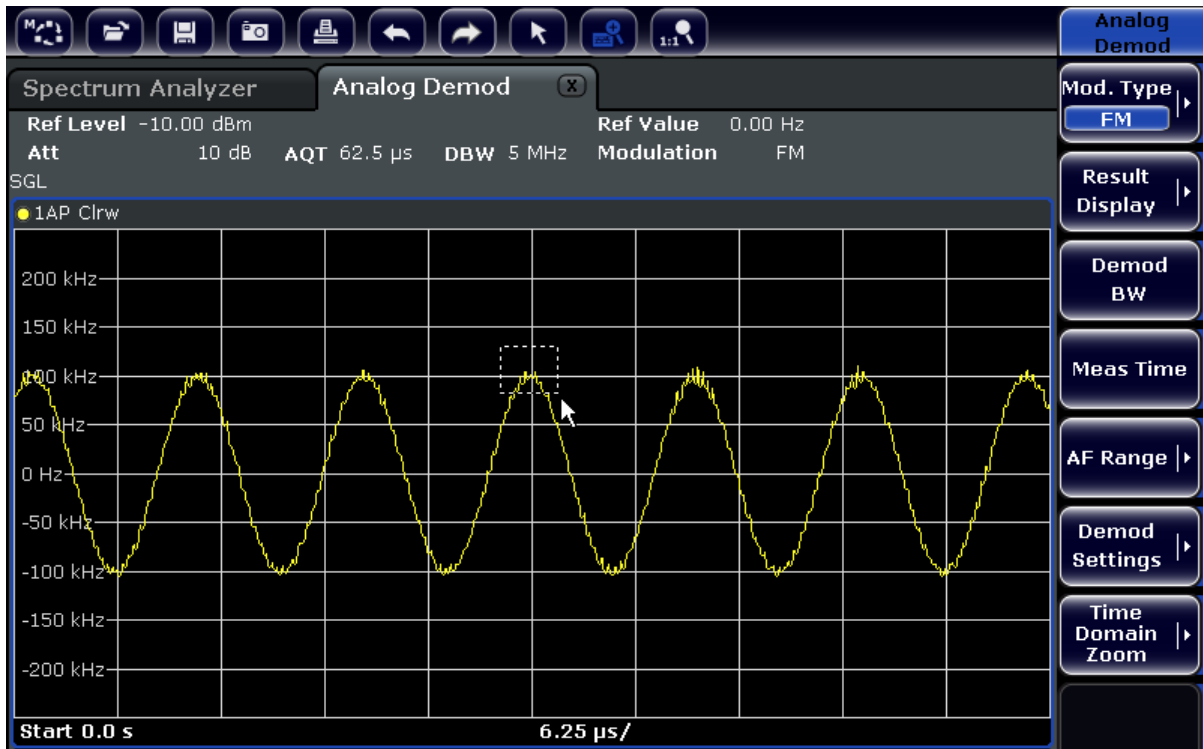 M
1:1
Analog
Demod
Spectrum Analyzer
Analog Demod
X
Mod. Type
FM
Ref Level -10.00 dBm
Ref Value 0.00 Hz
Att 10 dB AQT 62.5 µs DBW 5 MHz Modulation FM
SGL
1AP Clrw
Result
Display
Demod
BW
Meas Time
AF Range
Demod
Settings
Time
Domain
Zoom
200 kHz
150 kHz
100 kHz
50 kHz
0 Hz
-50 kHz
-100 kHz
-150 kHz
-200 kHz
Start 0.0 s
6.25 µs/